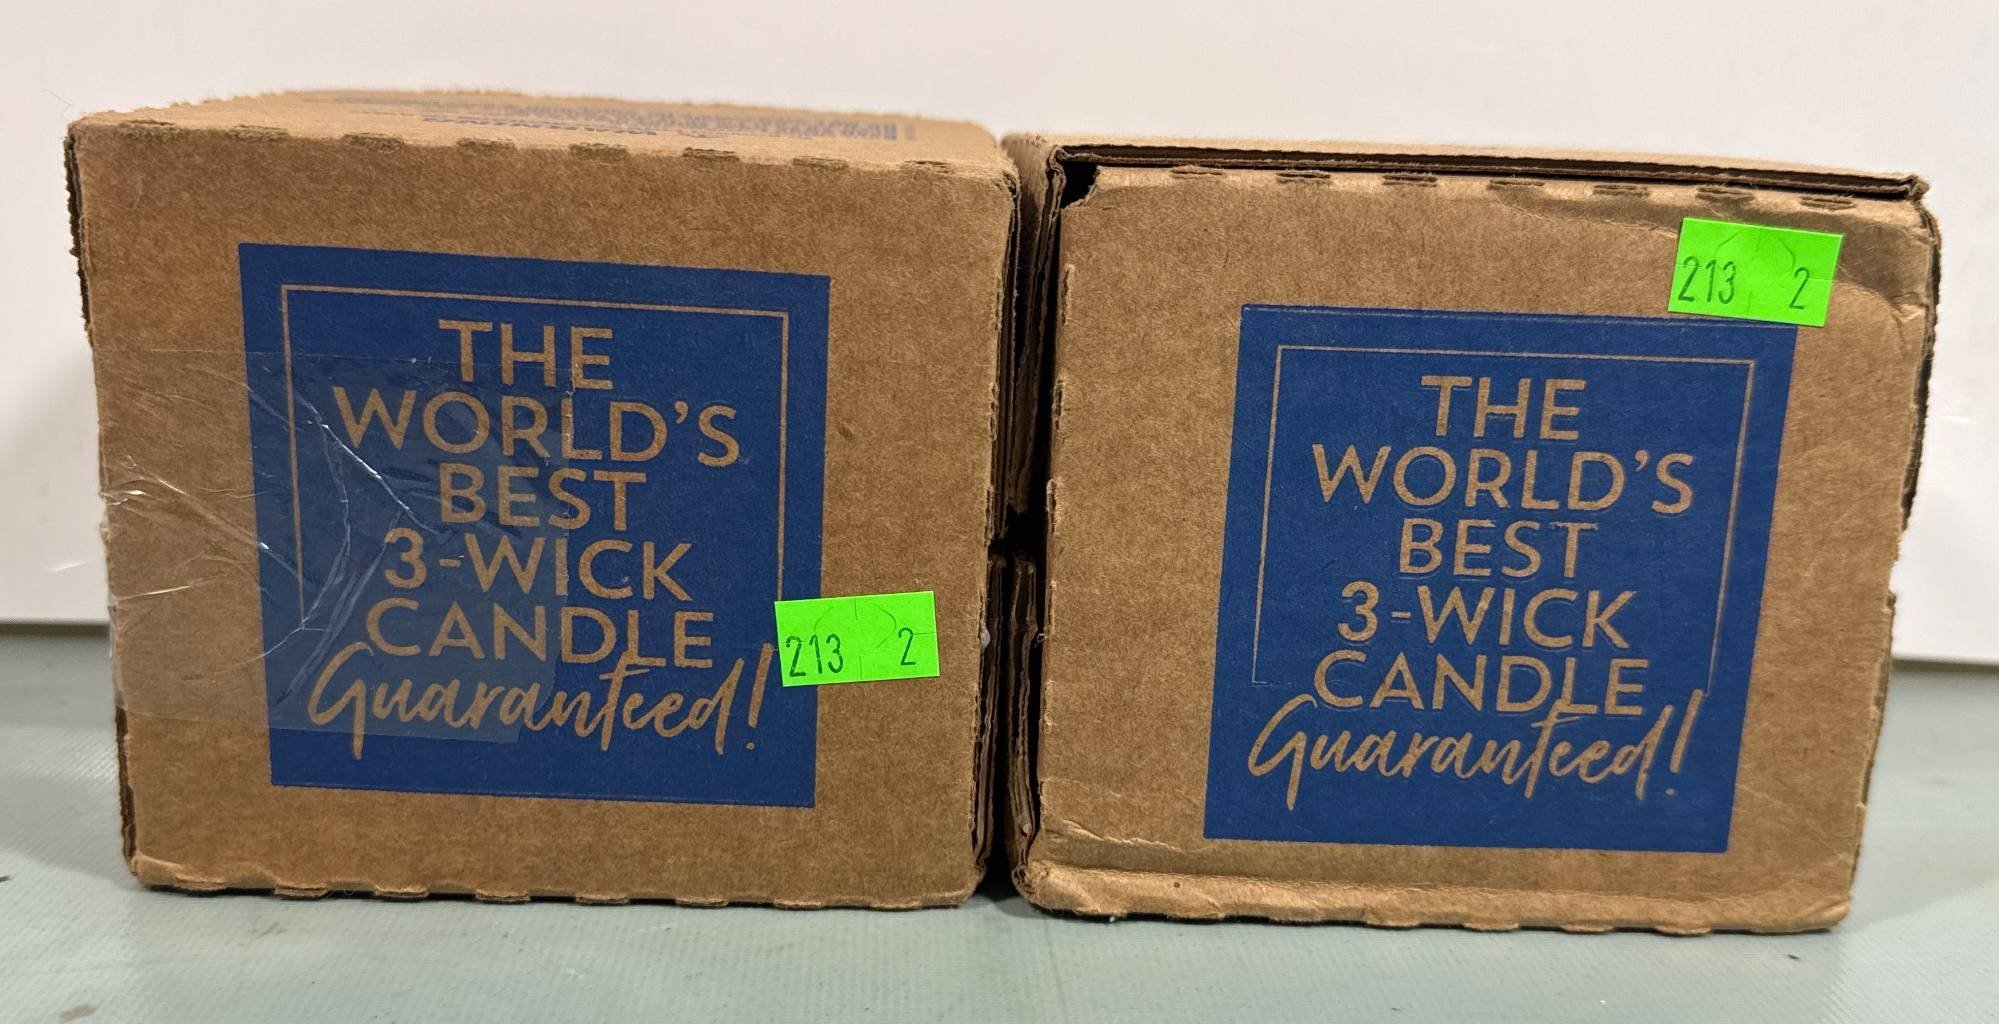 THE
WORLD'S
BEST
3-WICK
CANDLE
Guaranteed!
213 2
THE
WORLD'S
BEST
3-WICK
CANDLE
Guaranteed!
213 2